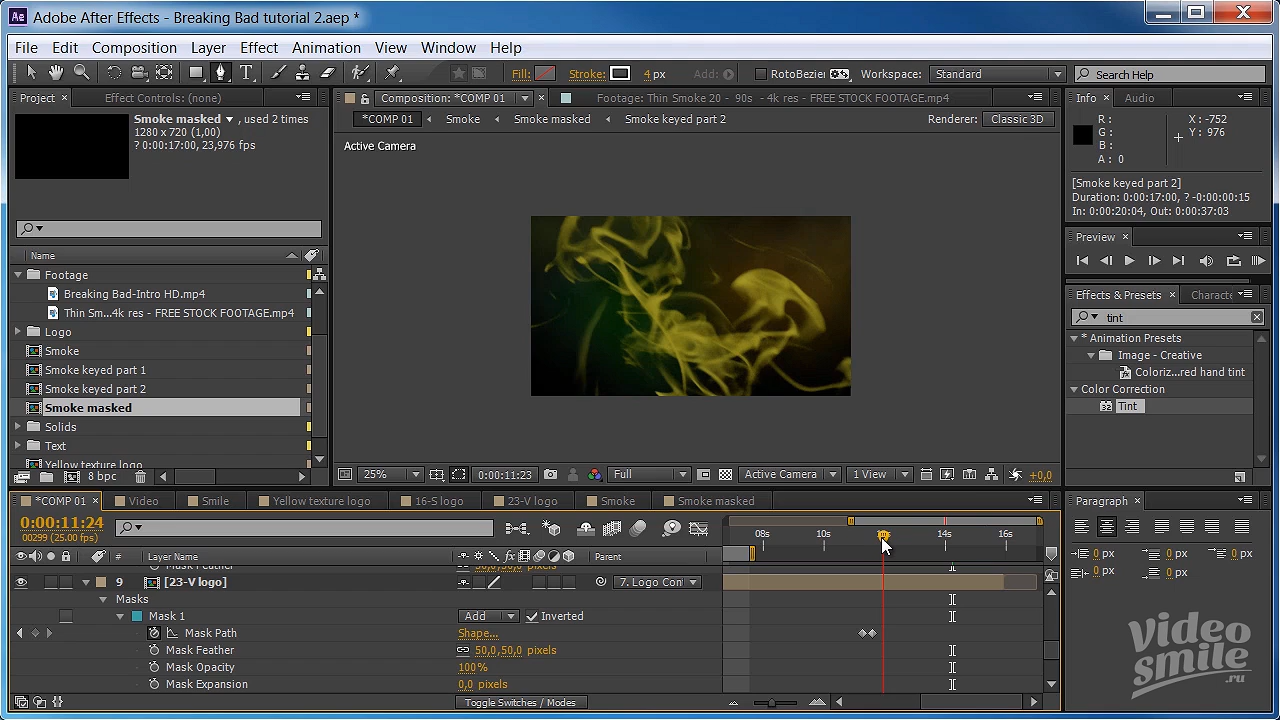 Adobe After Effects - Breaking Bad tutorial 2.aep *
File Edit Composition Layer Effect Animation View Window Help
Fill: Stroke: 4 px Add: RotoBezier Workspace: Standard Search Help
Project × Effect Controls: (none)
Smoke masked ▼ , used 2 times
1280 x 720 (1,00)
? 0:00:17:00, 23,976 fps
Name
Footage
Breaking Bad-Intro HD.mp4
Thin Sm...4k res - FREE STOCK FOOTAGE.mp4
Logo
Smoke
Smoke keyed part 1
Smoke keyed part 2
Smoke masked
Solids
Text
Yellow texture logo
8 bpc
Composition: *COMP 01 Footage: Thin Smoke 20 - 90s - 4k res - FREE STOCK FOOTAGE.mp4
*COMP 01 Smoke Smoke masked Smoke keyed part 2 Renderer: Classic 3D
Active Camera
25% 0:00:11:23 Full Active Camera 1 View +0,0
Info × Audio
R : X : -752
G : Y : 976
B :
A : 0
[Smoke keyed part 2]
Duration: 0:00:17:00, ? -0:00:00:15
In: 0:00:20:04, Out: 0:00:37:03
Preview ×
Effects & Presets × Characte
tint
* Animation Presets
Image - Creative
Coloriz...red hand tint
Color Correction
Tint
*COMP 01 × Video Smile Yellow texture logo 16-S logo 23-V logo Smoke Smoke masked
0:00:11:24
00299 (25.00 fps)
08s 10s 14s 16s
# Layer Name Parent
Mask Feather 50,0,50,0 pixels
9 [23-V logo] 7. Logo Con
Masks
Mask 1 Add Inverted
Mask Path Shape...
Mask Feather 50,0,50,0 pixels
Mask Opacity 100%
Mask Expansion 0,0 pixels
Toggle Switches / Modes
Paragraph ×
0 px 0 px 0 px
0 px 0 px
Video
smile
.ru